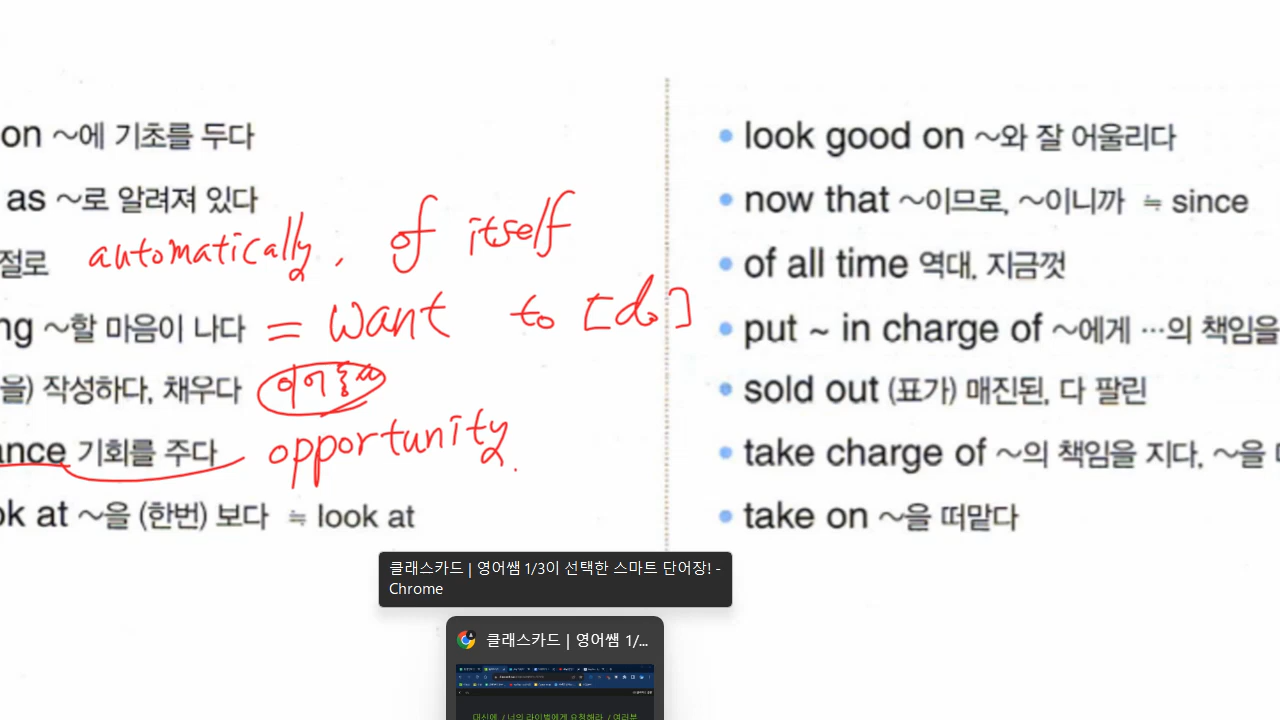 on ~에 기초를 두다
as ~로 알려져 있다
절로 automatically, of itself
ng ~할 마음이 나다 = want to [do]
을) 작성하다, 채우다
ance 기회를 주다 opportunity.
ok at ~을 (한번) 보다 ≒ look at
• look good on ~와 잘 어울리다
• now that ~이므로, ~이니까 ≒ since
• of all time 역대, 지금껏
• put ~ in charge of ~에게 …의 책임을
• sold out (표가) 매진된, 다 팔린
• take charge of ~의 책임을 지다, ~을
• take on ~을 떠맡다
클래스카드 | 영어쌤 1/3이 선택한 스마트 단어장! -
Chrome
클래스카드 | 영어쌤 1/...